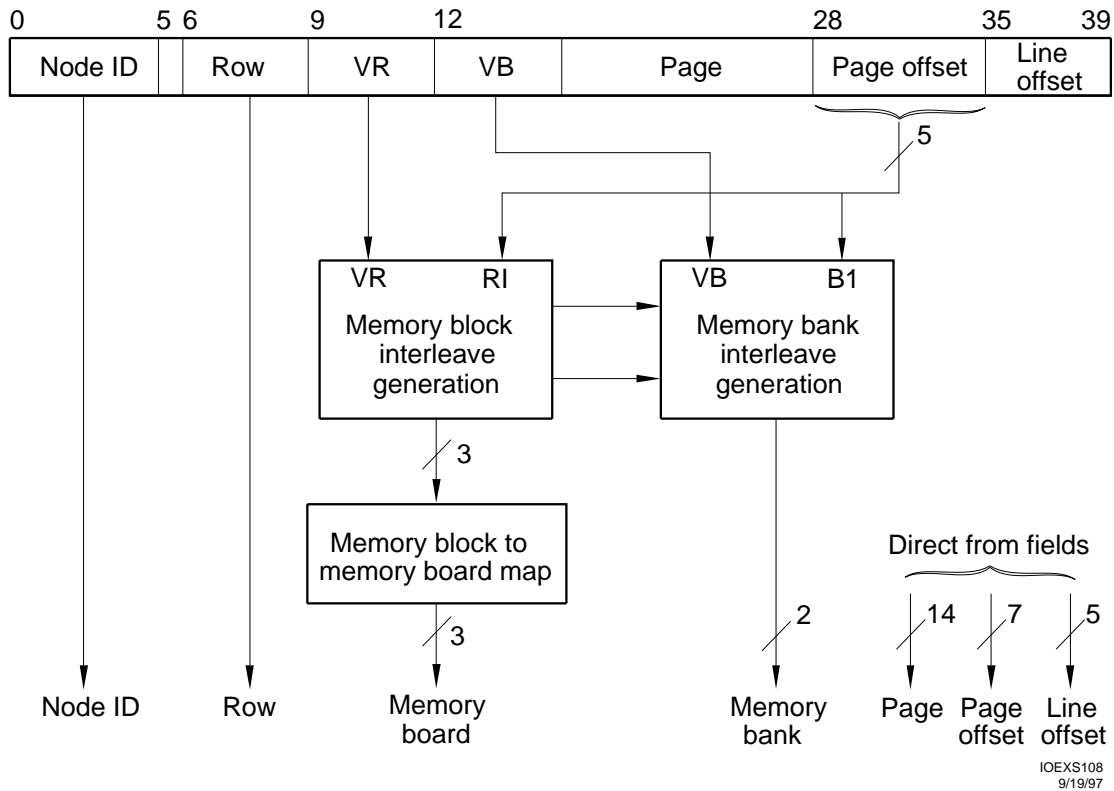 0 5 6 9 12 28 35 39
Node ID Row VR VB Page Page offset Line
offset
5
VR RI VB B1
Memory block Memory bank
interleave interleave
generation generation
3
Memory block to
memory board map
Direct from fields
3 2 14 7 5
Node ID Row Memory Memory Page Page Line
board bank offset offset
IOEXS108
9/19/97